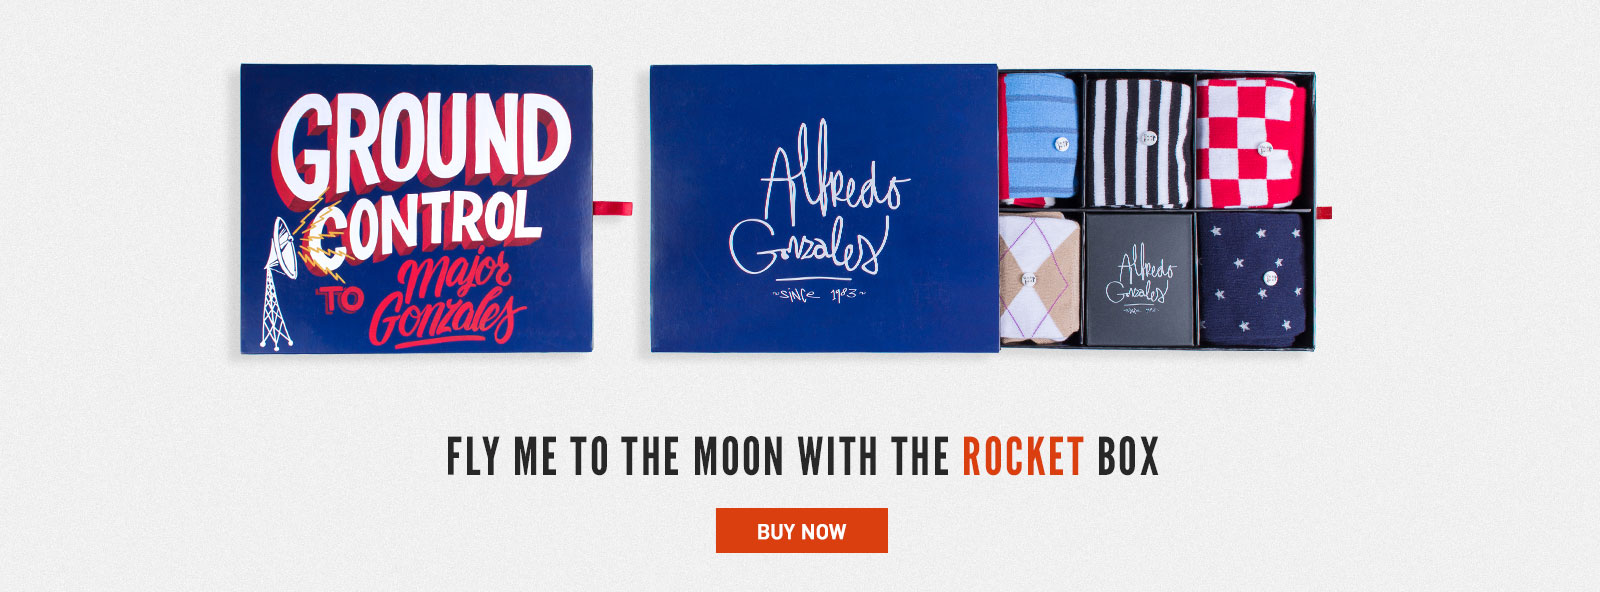 GROUND
CONTROL
TO Major
Gonzales
Alfredo
Gonzales
~SiNCe 1983~
Alfredo
Gonzales
FLY ME TO THE MOON WITH THE ROCKET BOX
BUY NOW